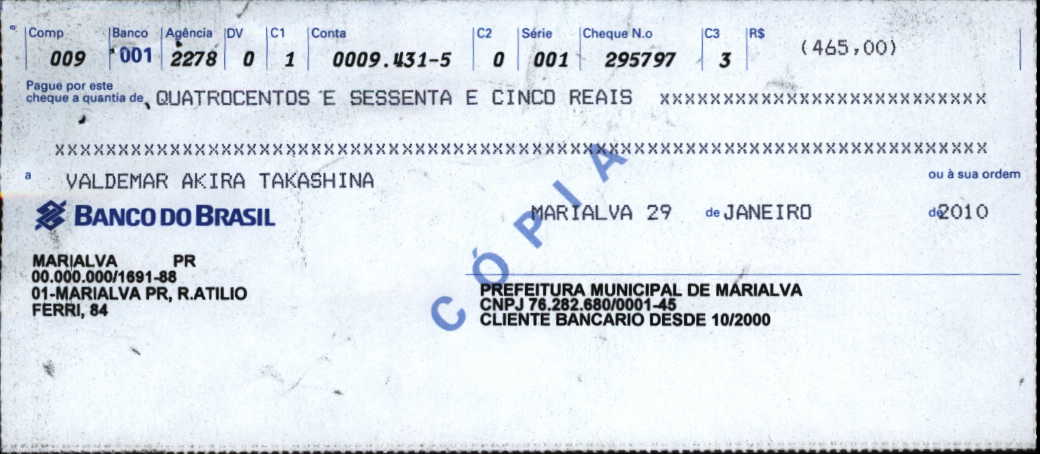 Comp Banco Agência DV C1 Conta C2 Série Cheque N.o C3 R$ (465,00)
009 001 2278 0 1 0009.431-5 0 001 295797 3
Pague por este
cheque a quantia de QUATROCENTOS E SESSENTA E CINCO REAIS xxxxxxxxxxxxxxxxxxxxxxxxxx
xxxxxxxxxxxxxxxxxxxxxxxxxxxxxxxxxxxxxxxxxxxxxxxxxxxxxxxxxxxxxxxxxxxxxxxxx
a VALDEMAR AKIRA TAKASHINA ou à sua ordem
BANCO DO BRASIL MARIALVA 29 de JANEIRO de 2010
CÓPIA
MARIALVA PR
00.000.000/1691-88
01-MARIALVA PR, R.ATILIO
FERRI, 84
PREFEITURA MUNICIPAL DE MARIALVA
CNPJ 76.282.680/0001-45
CLIENTE BANCARIO DESDE 10/2000